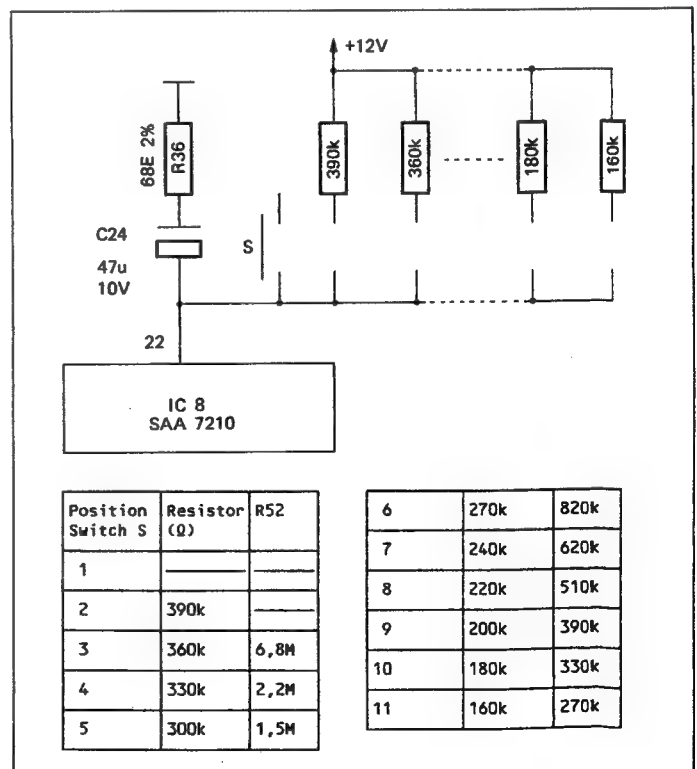 +12V
68E 2%
R36
390k
360k
180k
160k
C24
47u
10V
S
22
IC 8
SAA 7210
Position Switch S Resistor (Ω) R52
1
2 390k
3 360k 6,8M
4 330k 2,2M
5 300k 1,5M
6 270k 820k
7 240k 620k
8 220k 510k
9 200k 390k
10 180k 330k
11 160k 270k